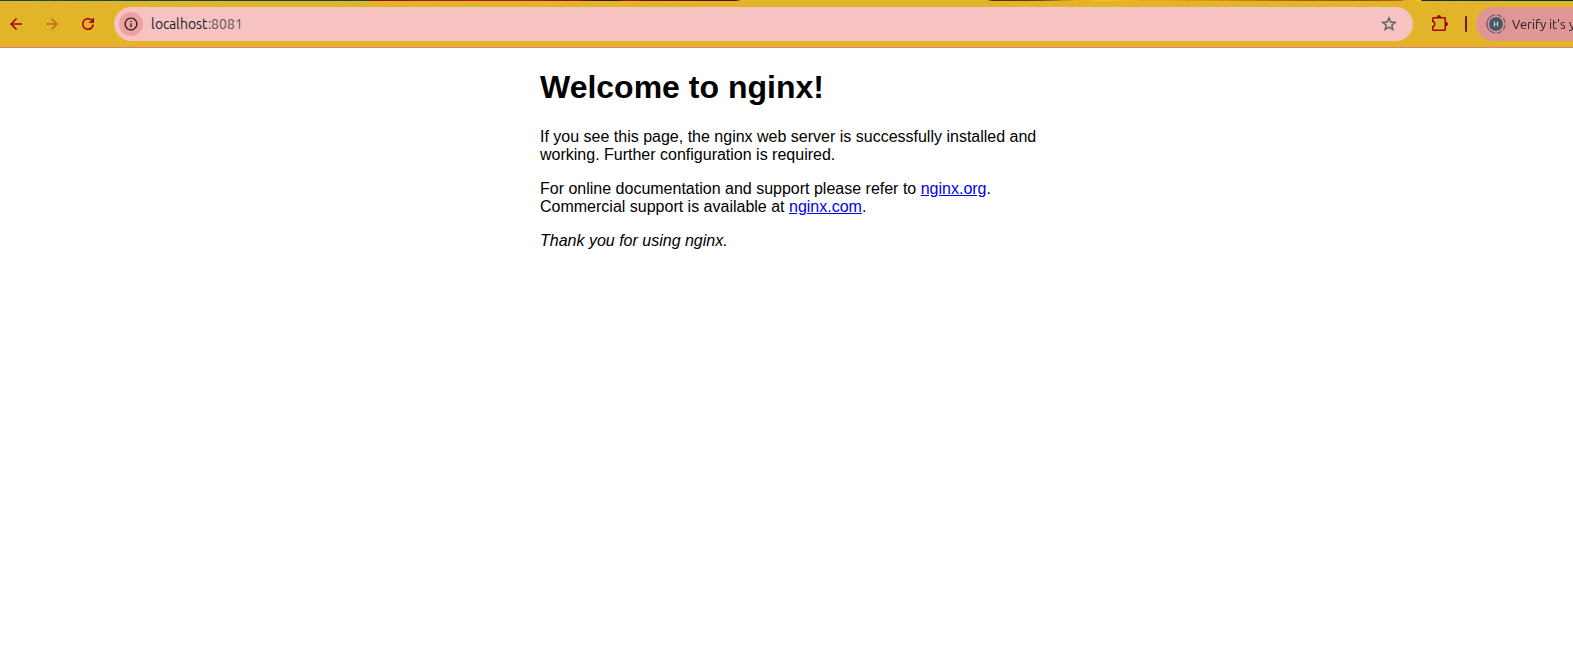 localhost:8081
H
Verify it's
Welcome to nginx!
If you see this page, the nginx web server is successfully installed and
working. Further configuration is required.
For online documentation and support please refer to nginx.org.
Commercial support is available at nginx.com.
Thank you for using nginx.